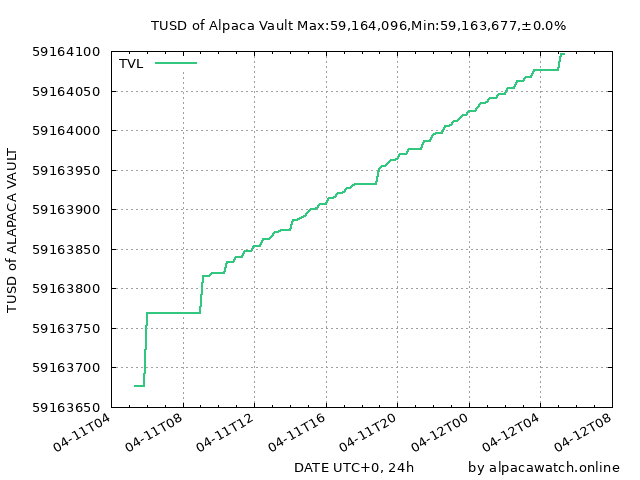 TUSD of Alpaca Vault Max:59,164,096,Min:59,163,677,±0.0%
TVL
TUSD of ALAPACA VAULT
59164100
59164050
59164000
59163950
59163900
59163850
59163800
59163750
59163700
59163650
04-11T04
04-11T08
04-11T12
04-11T16
04-11T20
04-12T00
04-12T04
04-12T08
DATE UTC+0, 24h
by alpacawatch.online